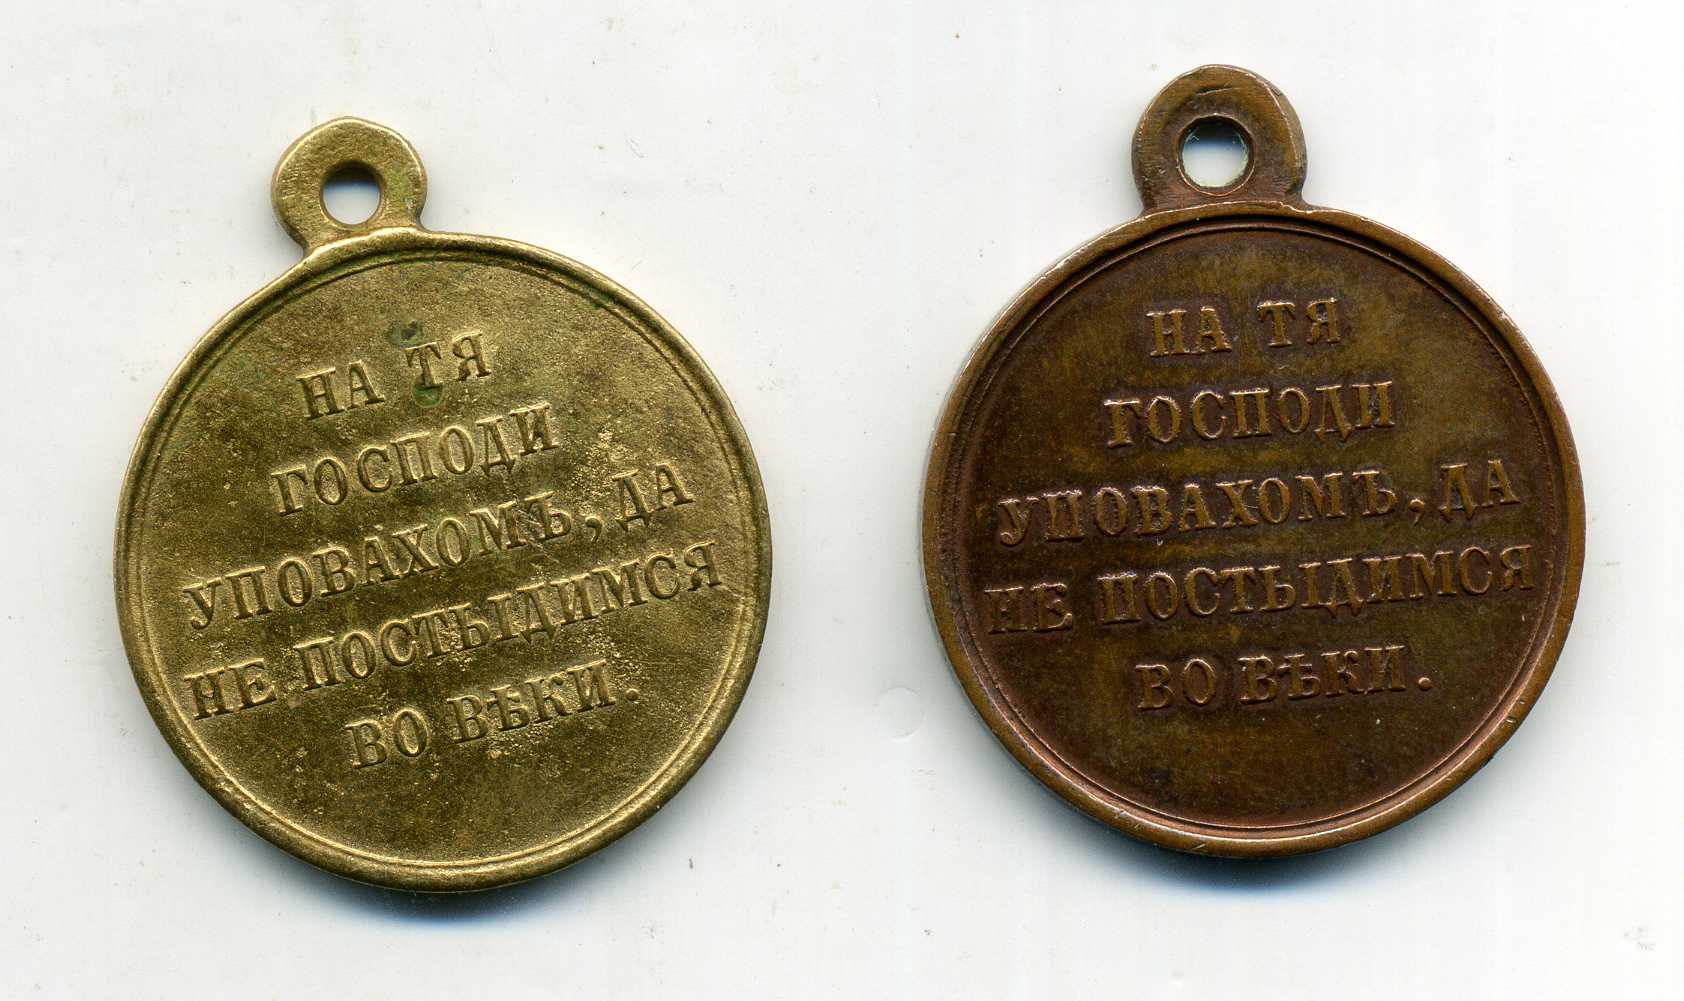 НА ТЯ
ГОСПОДИ
УПОВАХОМЪ, ДА
НЕ ПОСТЫДИМСЯ
ВО ВѢКИ.
НА ТЯ
ГОСПОДИ
УПОВАХОМЪ, ДА
НЕ ПОСТЫДИМСЯ
ВО ВѢКИ.